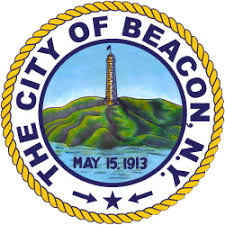 THE CITY OF BEACON, N.Y.
MAY 15, 1913